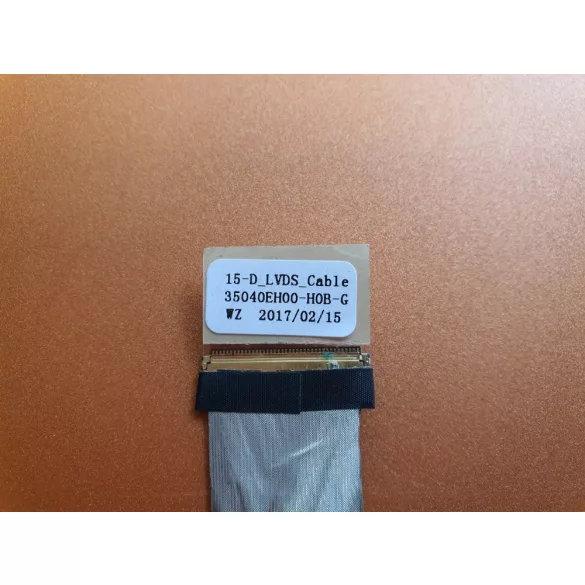 15-D_LVDS_Cable
35040EH00-H0B-G
WZ 2017/02/15